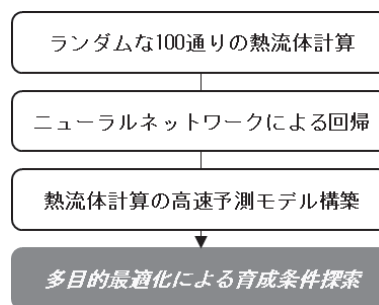 ランダムな100通りの熱流体計算
ニューラルネットワークによる回帰
熱流体計算の高速予測モデル構築
多目的最適化による育成条件探索